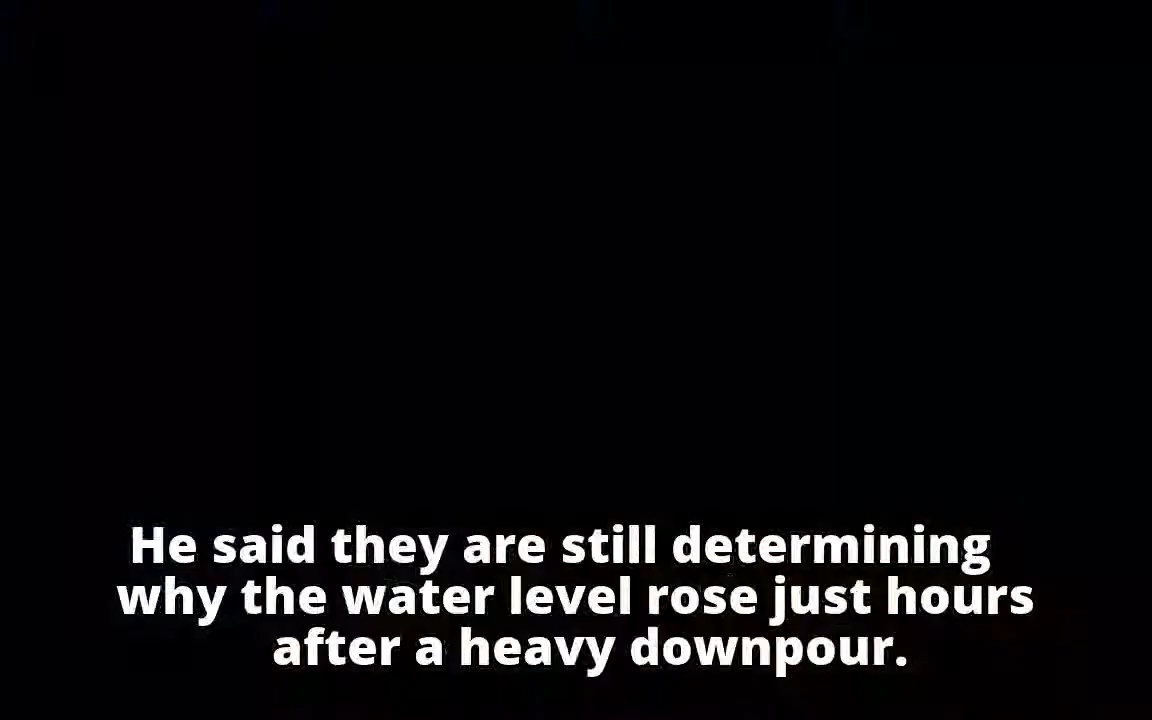 He said they are still determining
why the water level rose just hours
after a heavy downpour.